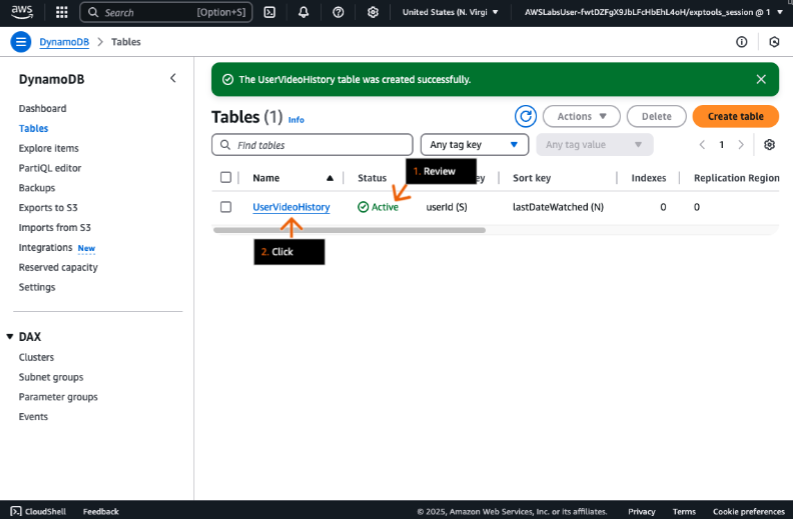 aws
Search [Option+S]
United States (N. Virgi
AWSLabsUser-fwtDZFgX9JbLFcHbEhL4oH/exptools_session @ 1
DynamoDB > Tables
DynamoDB
Dashboard
Tables
Explore items
PartiQL editor
Backups
Exports to S3
Imports from S3
Integrations New
Reserved capacity
Settings
DAX
Clusters
Subnet groups
Parameter groups
Events
The UserVideoHistory table was created successfully.
Tables (1) Info
Actions
Delete
Create table
Find tables
Any tag key
Any tag value
1
Name
Status
ey
Sort key
Indexes
Replication Region
1. Review
UserVideoHistory
Active
userId (S)
lastDateWatched (N)
0
0
2. Click
CloudShell
Feedback
© 2025, Amazon Web Services, Inc. or its affiliates.
Privacy
Terms
Cookie preferences